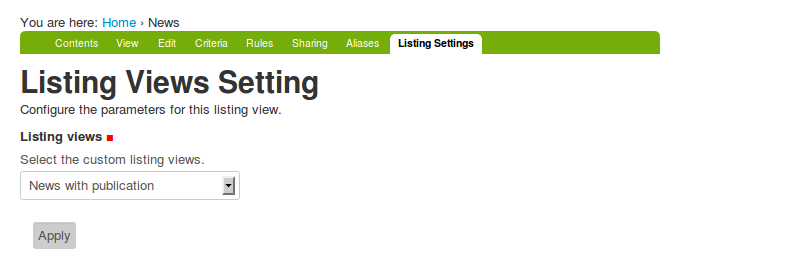 You are here: Home › News
Contents View Edit Criteria Rules Sharing Aliases Listing Settings
Listing Views Setting
Configure the parameters for this listing view.
Listing views
Select the custom listing views.
News with publication
Apply